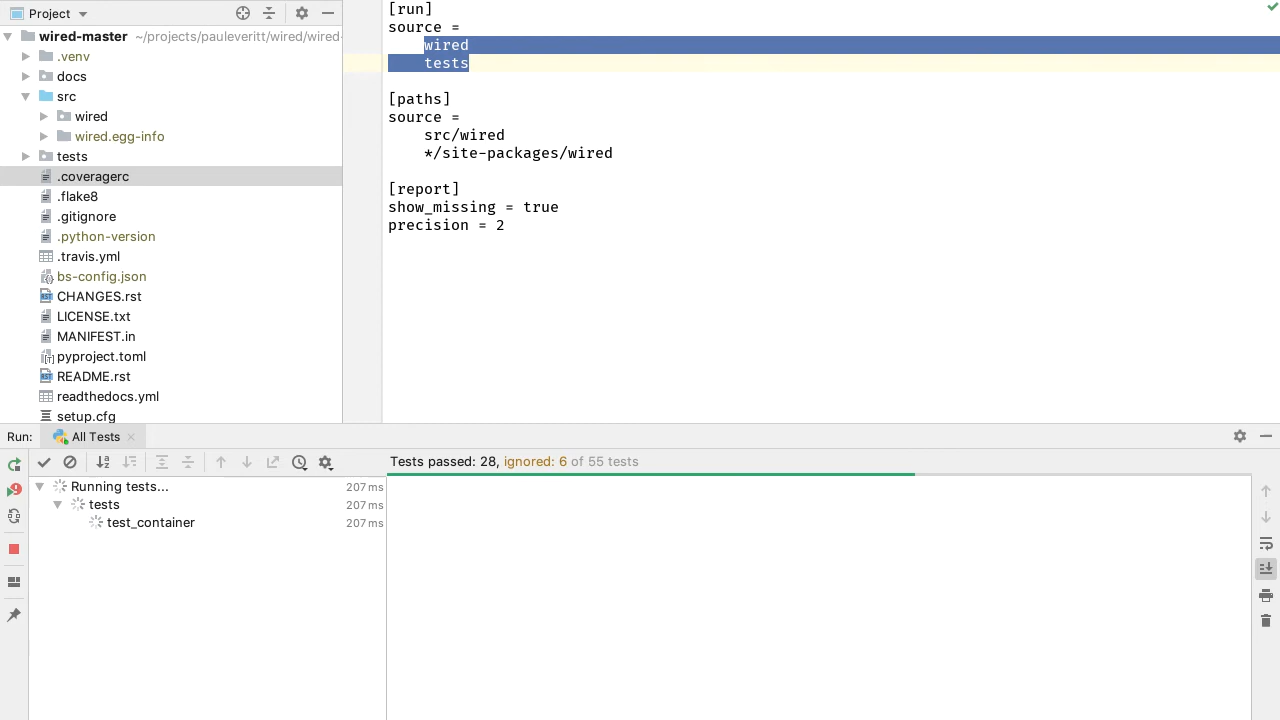 Project
wired-master ~/projects/pauleveritt/wired/wired-
.venv
docs
src
wired
wired.egg-info
tests
.coveragerc
.flake8
.gitignore
.python-version
.travis.yml
bs-config.json
CHANGES.rst
LICENSE.txt
MANIFEST.in
pyproject.toml
README.rst
readthedocs.yml
setup.cfg
[run]
source =
wired
tests
[paths]
source =
src/wired
*/site-packages/wired
[report]
show_missing = true
precision = 2
Run: All Tests
Tests passed: 28, ignored: 6 of 55 tests
Running tests... 207 ms
tests 207 ms
test_container 207 ms